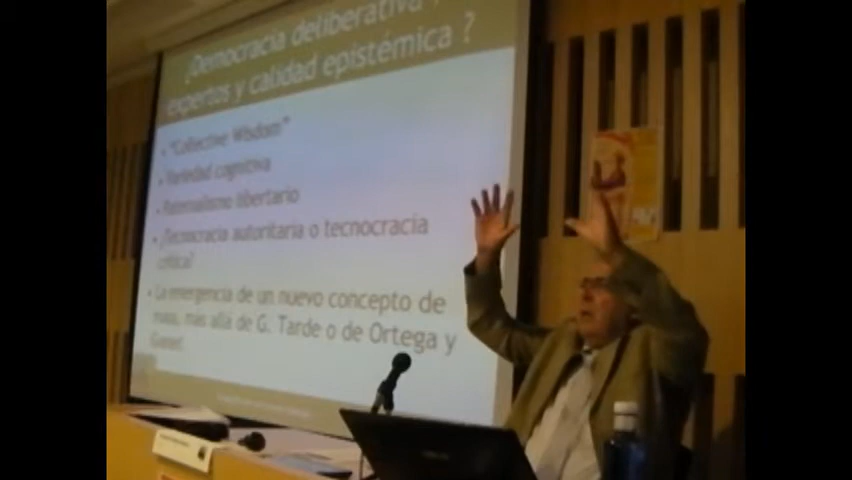 ¿Democracia deliberativa,
expertos y calidad epistémica ?
• "Collective Wisdom"
• Variedad cognitiva
• Paternalismo libertario
• ¿Tecnocracia autoritaria o tecnocracia
crítica?
• La emergencia de un nuevo concepto de
masa, más allá de G. Tarde o de Ortega y
Gasset